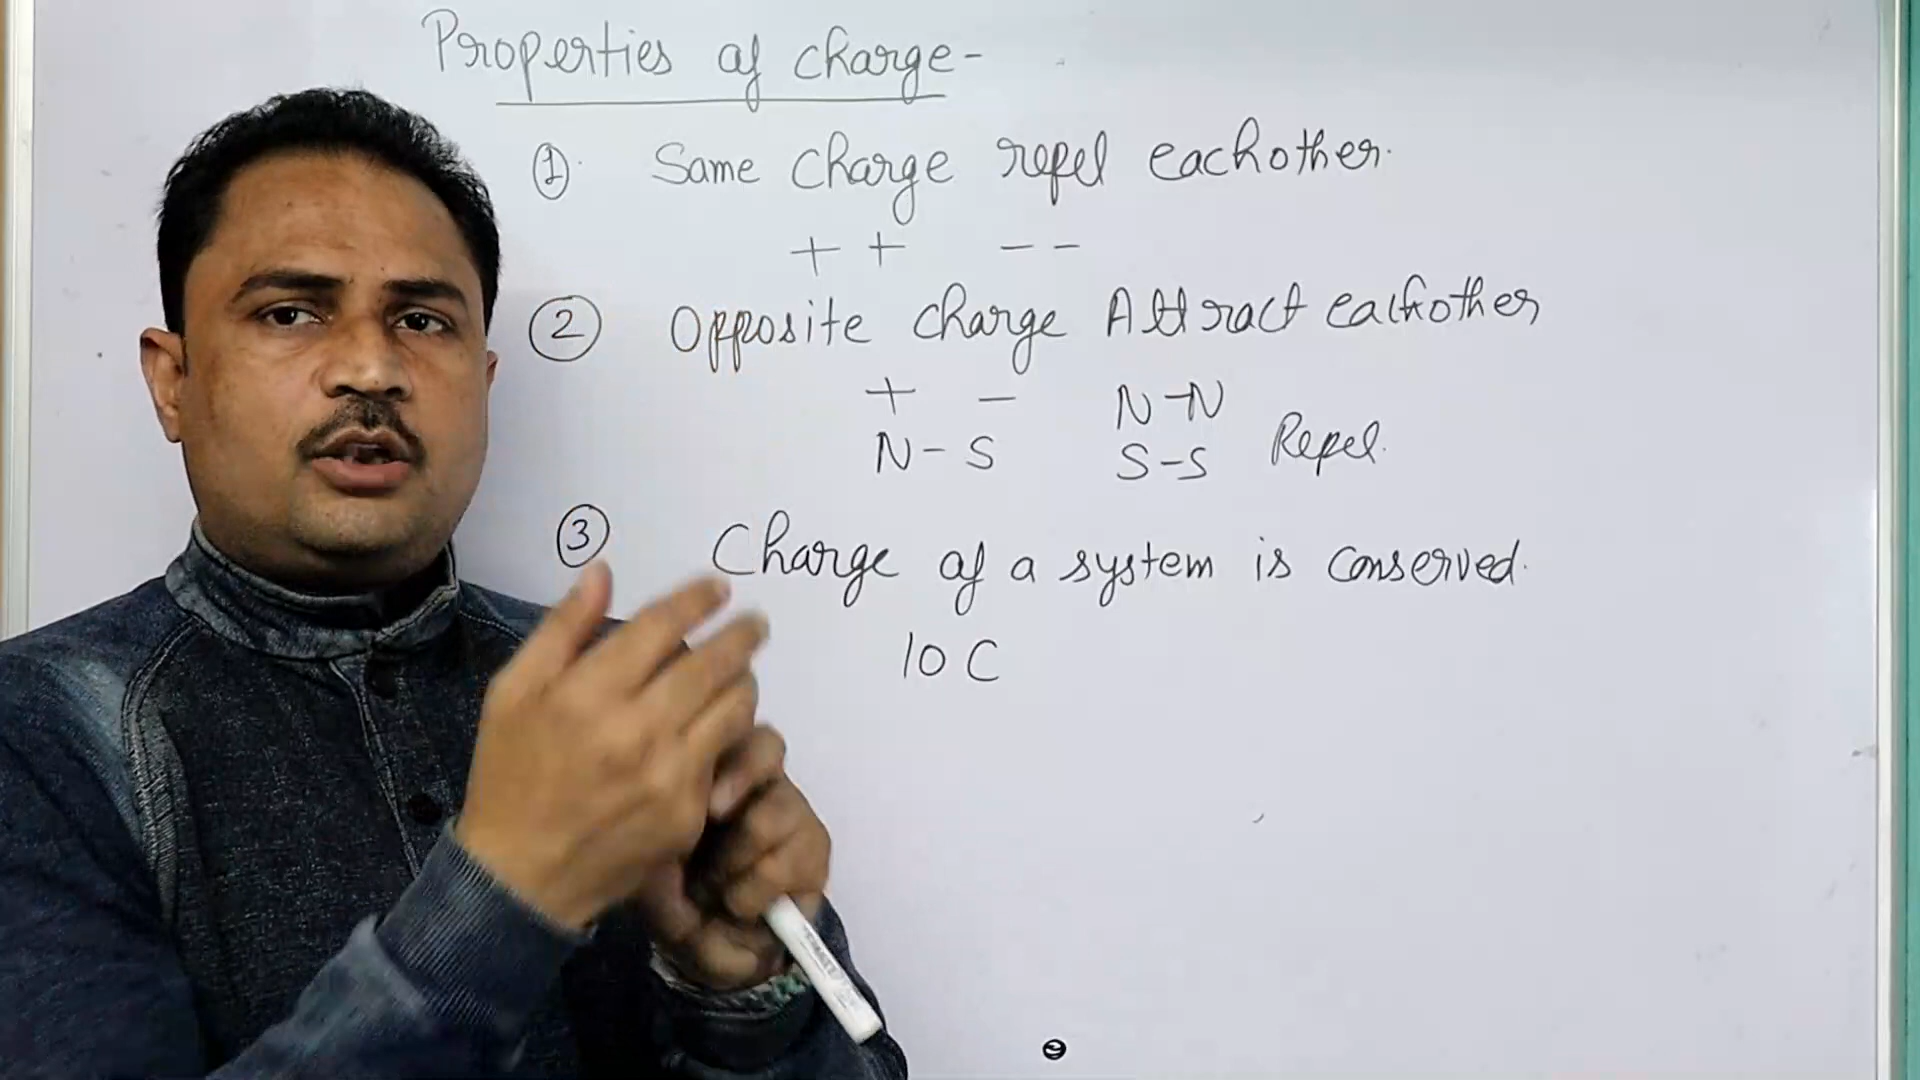 Properties of charge-
① Same charge repel eachother.
+ + - -
② Opposite charge Attract eachother
+ - N-N
N-S S-S Repel.
③ Charge of a system is conserved.
10 C